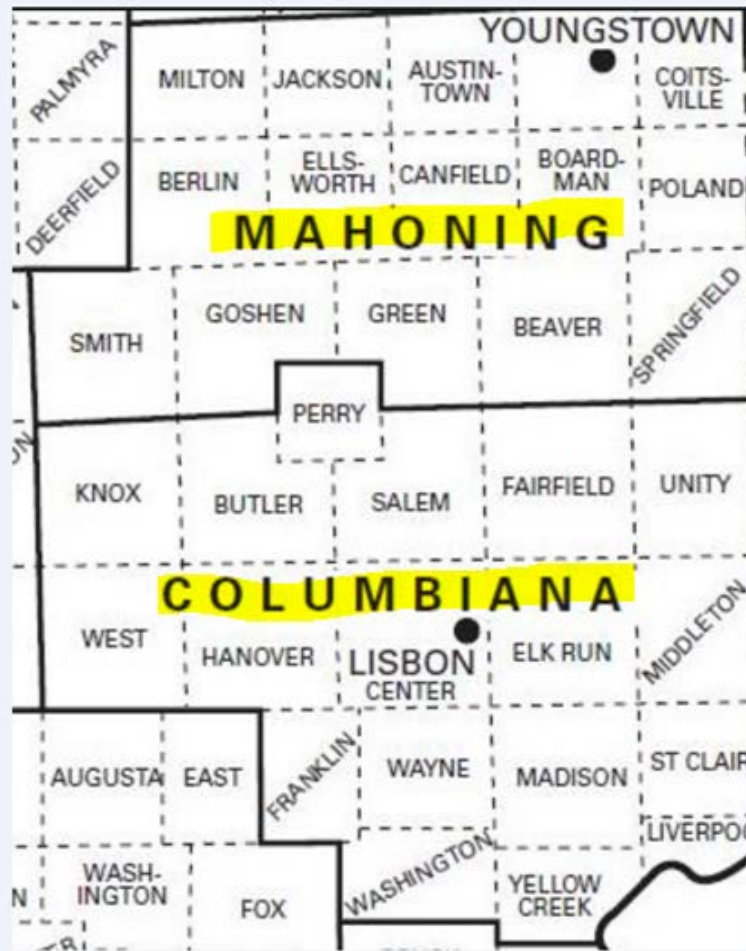 YOUNGSTOWN
PALMYRA
MILTON
JACKSON
AUSTIN-
TOWN
COITS-
VILLE
DEERFIELD
BERLIN
ELLS-
WORTH
CANFIELD
BOARD-
MAN
POLAND
MAHONING
SMITH
GOSHEN
GREEN
BEAVER
SPRINGFIELD
PERRY
KNOX
BUTLER
SALEM
FAIRFIELD
UNITY
COLUMBIANA
WEST
HANOVER
LISBON
CENTER
ELK RUN
MIDDLETON
AUGUSTA
EAST
FRANKLIN
WAYNE
MADISON
ST CLAIR
LIVERPO
WASH-
INGTON
FOX
WASHINGTON
YELLOW
CREEK